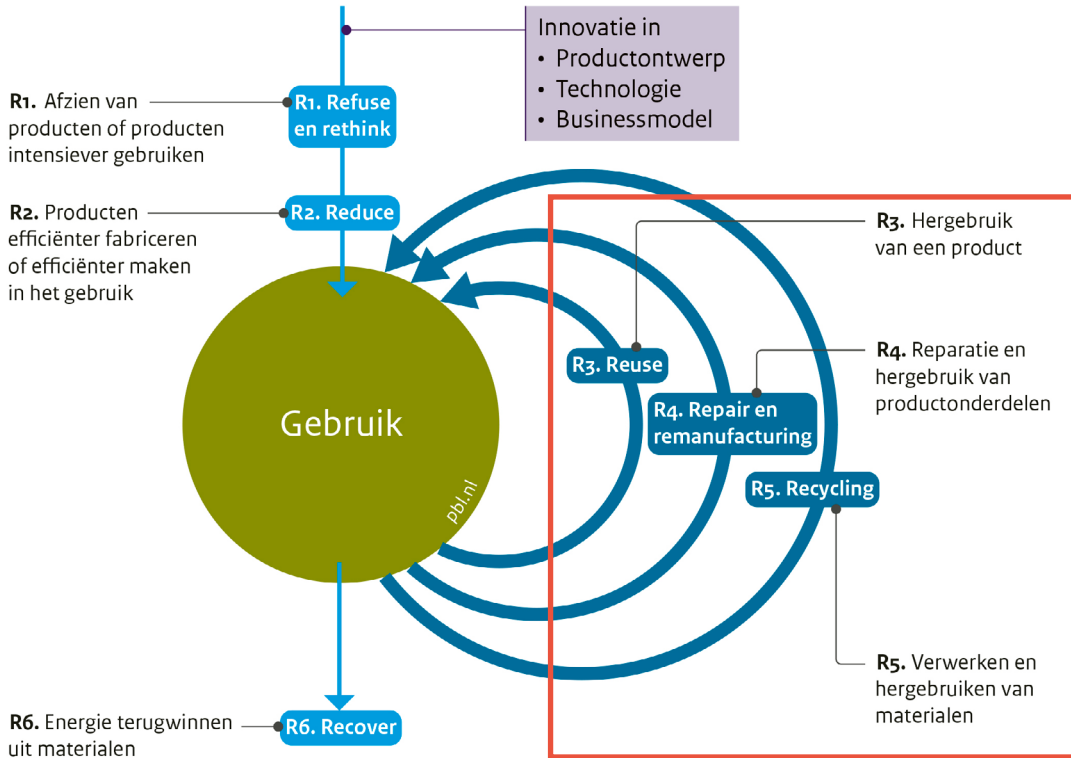 Innovatie in
• Productontwerp
• Technologie
• Businessmodel
R1. Afzien van
producten of producten
intensiever gebruiken
R1. Refuse
en rethink
R2. Producten
efficiënter fabriceren
of efficiënter maken
in het gebruik
R2. Reduce
R3. Hergebruik
van een product
R3. Reuse
R4. Reparatie en
hergebruik van
productonderdelen
R4. Repair en
remanufacturing
Gebruik
pbl.nl
R5. Recycling
R5. Verwerken en
hergebruiken van
materialen
R6. Energie terugwinnen
uit materialen
R6. Recover